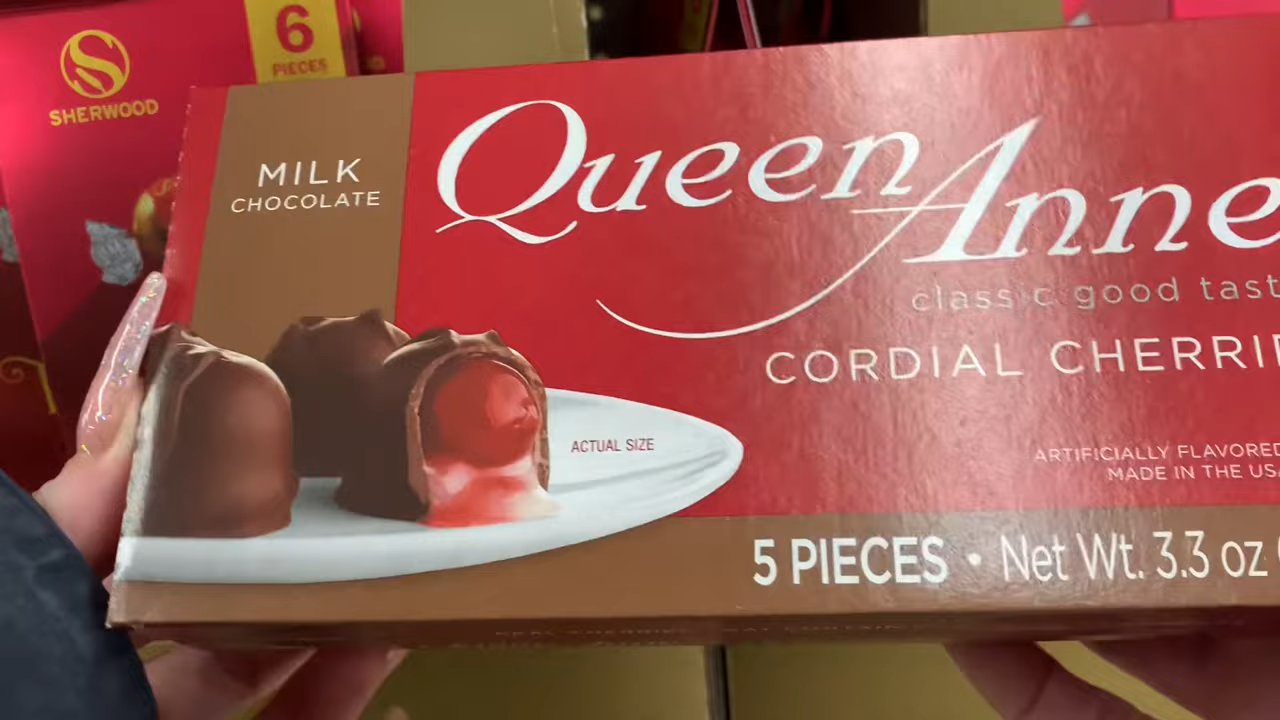 6
PIECES
SHERWOOD
MILK
CHOCOLATE
Queen Anne
classic good tast
CORDIAL CHERRIE
ACTUAL SIZE
ARTIFICIALLY FLAVORED
MADE IN THE USA
5 PIECES • Net Wt. 3.3 oz (